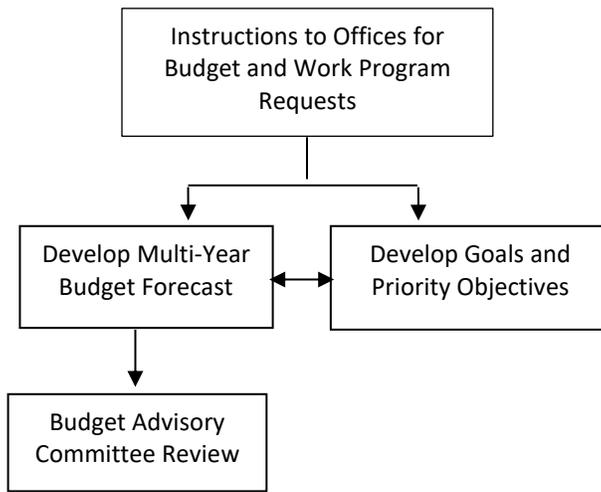 Instructions to Offices for
Budget and Work Program
Requests
Develop Multi-Year
Budget Forecast
Develop Goals and
Priority Objectives
Budget Advisory
Committee Review